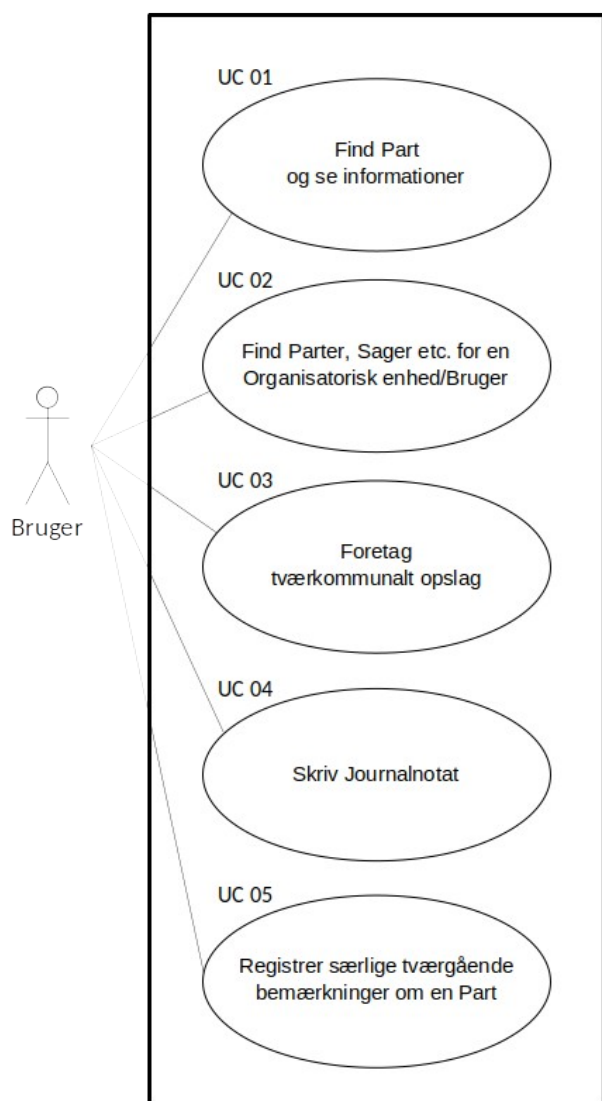 UC 01
Find Part
og se informationer
UC 02
Find Parter, Sager etc. for en
Organisatorisk enhed/Bruger
UC 03
Foretag
tværkommunalt opslag
Bruger
UC 04
Skriv Journalnotat
UC 05
Registrer særlige tværgående
bemærkninger om en Part